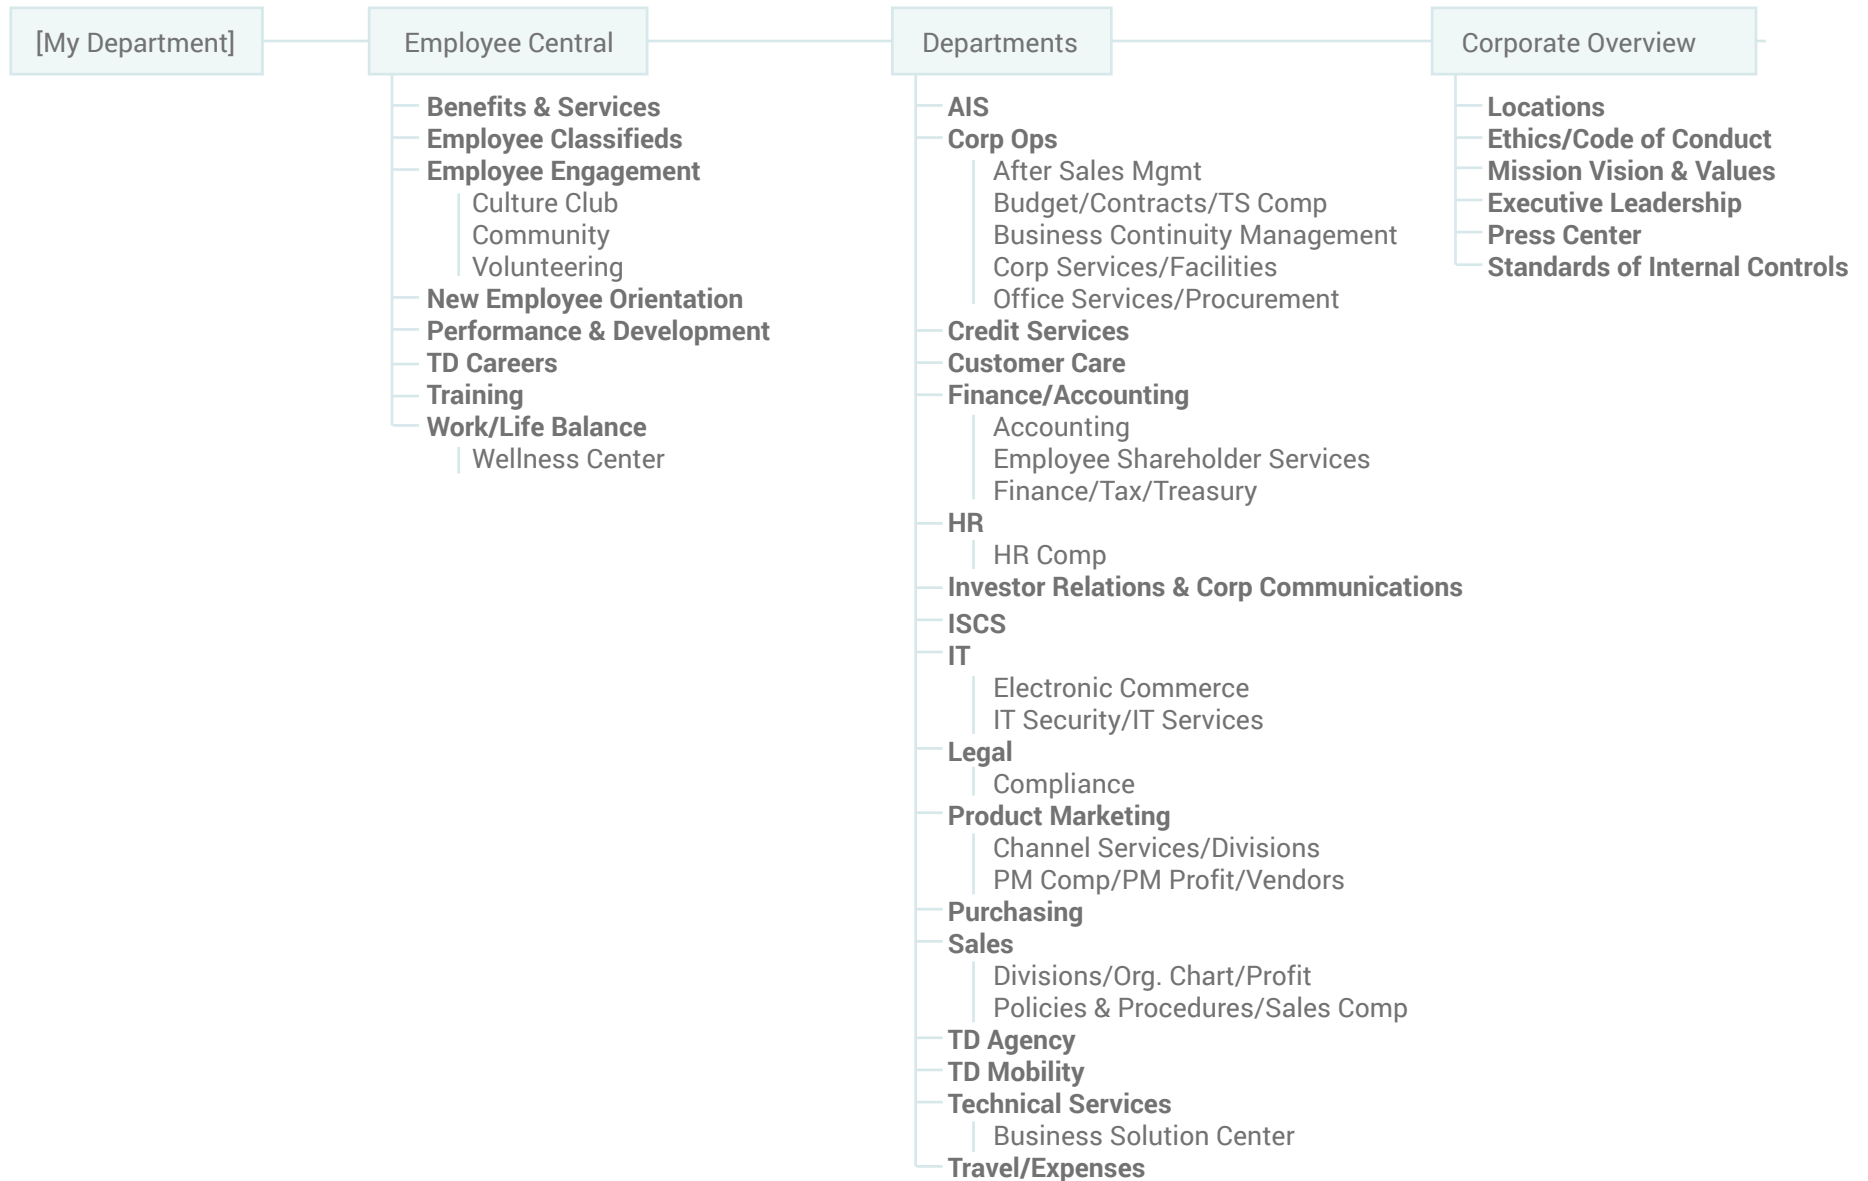 [My Department]
Employee Central
Benefits & Services
Employee Classifieds
Employee Engagement
Culture Club
Community
Volunteering
New Employee Orientation
Performance & Development
TD Careers
Training
Work/Life Balance
Wellness Center
Departments
AIS
Corp Ops
After Sales Mgmt
Budget/Contracts/TS Comp
Business Continuity Management
Corp Services/Facilities
Office Services/Procurement
Credit Services
Customer Care
Finance/Accounting
Accounting
Employee Shareholder Services
Finance/Tax/Treasury
HR
HR Comp
Investor Relations & Corp Communications
ISCS
IT
Electronic Commerce
IT Security/IT Services
Legal
Compliance
Product Marketing
Channel Services/Divisions
PM Comp/PM Profit/Vendors
Purchasing
Sales
Divisions/Org. Chart/Profit
Policies & Procedures/Sales Comp
TD Agency
TD Mobility
Technical Services
Business Solution Center
Travel/Expenses
Corporate Overview
Locations
Ethics/Code of Conduct
Mission Vision & Values
Executive Leadership
Press Center
Standards of Internal Controls